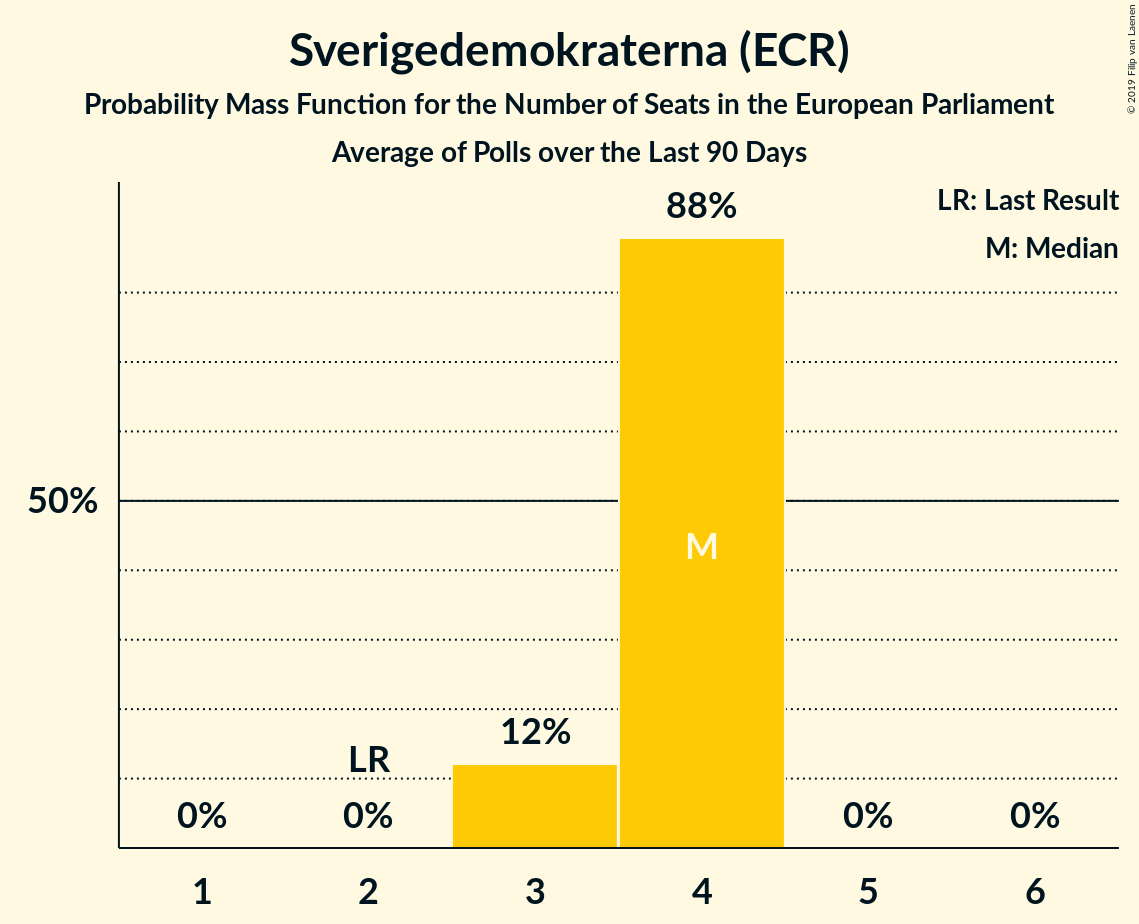 Sverigedemokraterna (ECR)
Probability Mass Function for the Number of Seats in the European Parliament
Average of Polls over the Last 90 Days
© 2019 Filip van Laenen
LR: Last Result
M: Median
88%
50%
M
12%
LR
0%
0%
0%
0%
1
2
3
4
5
6